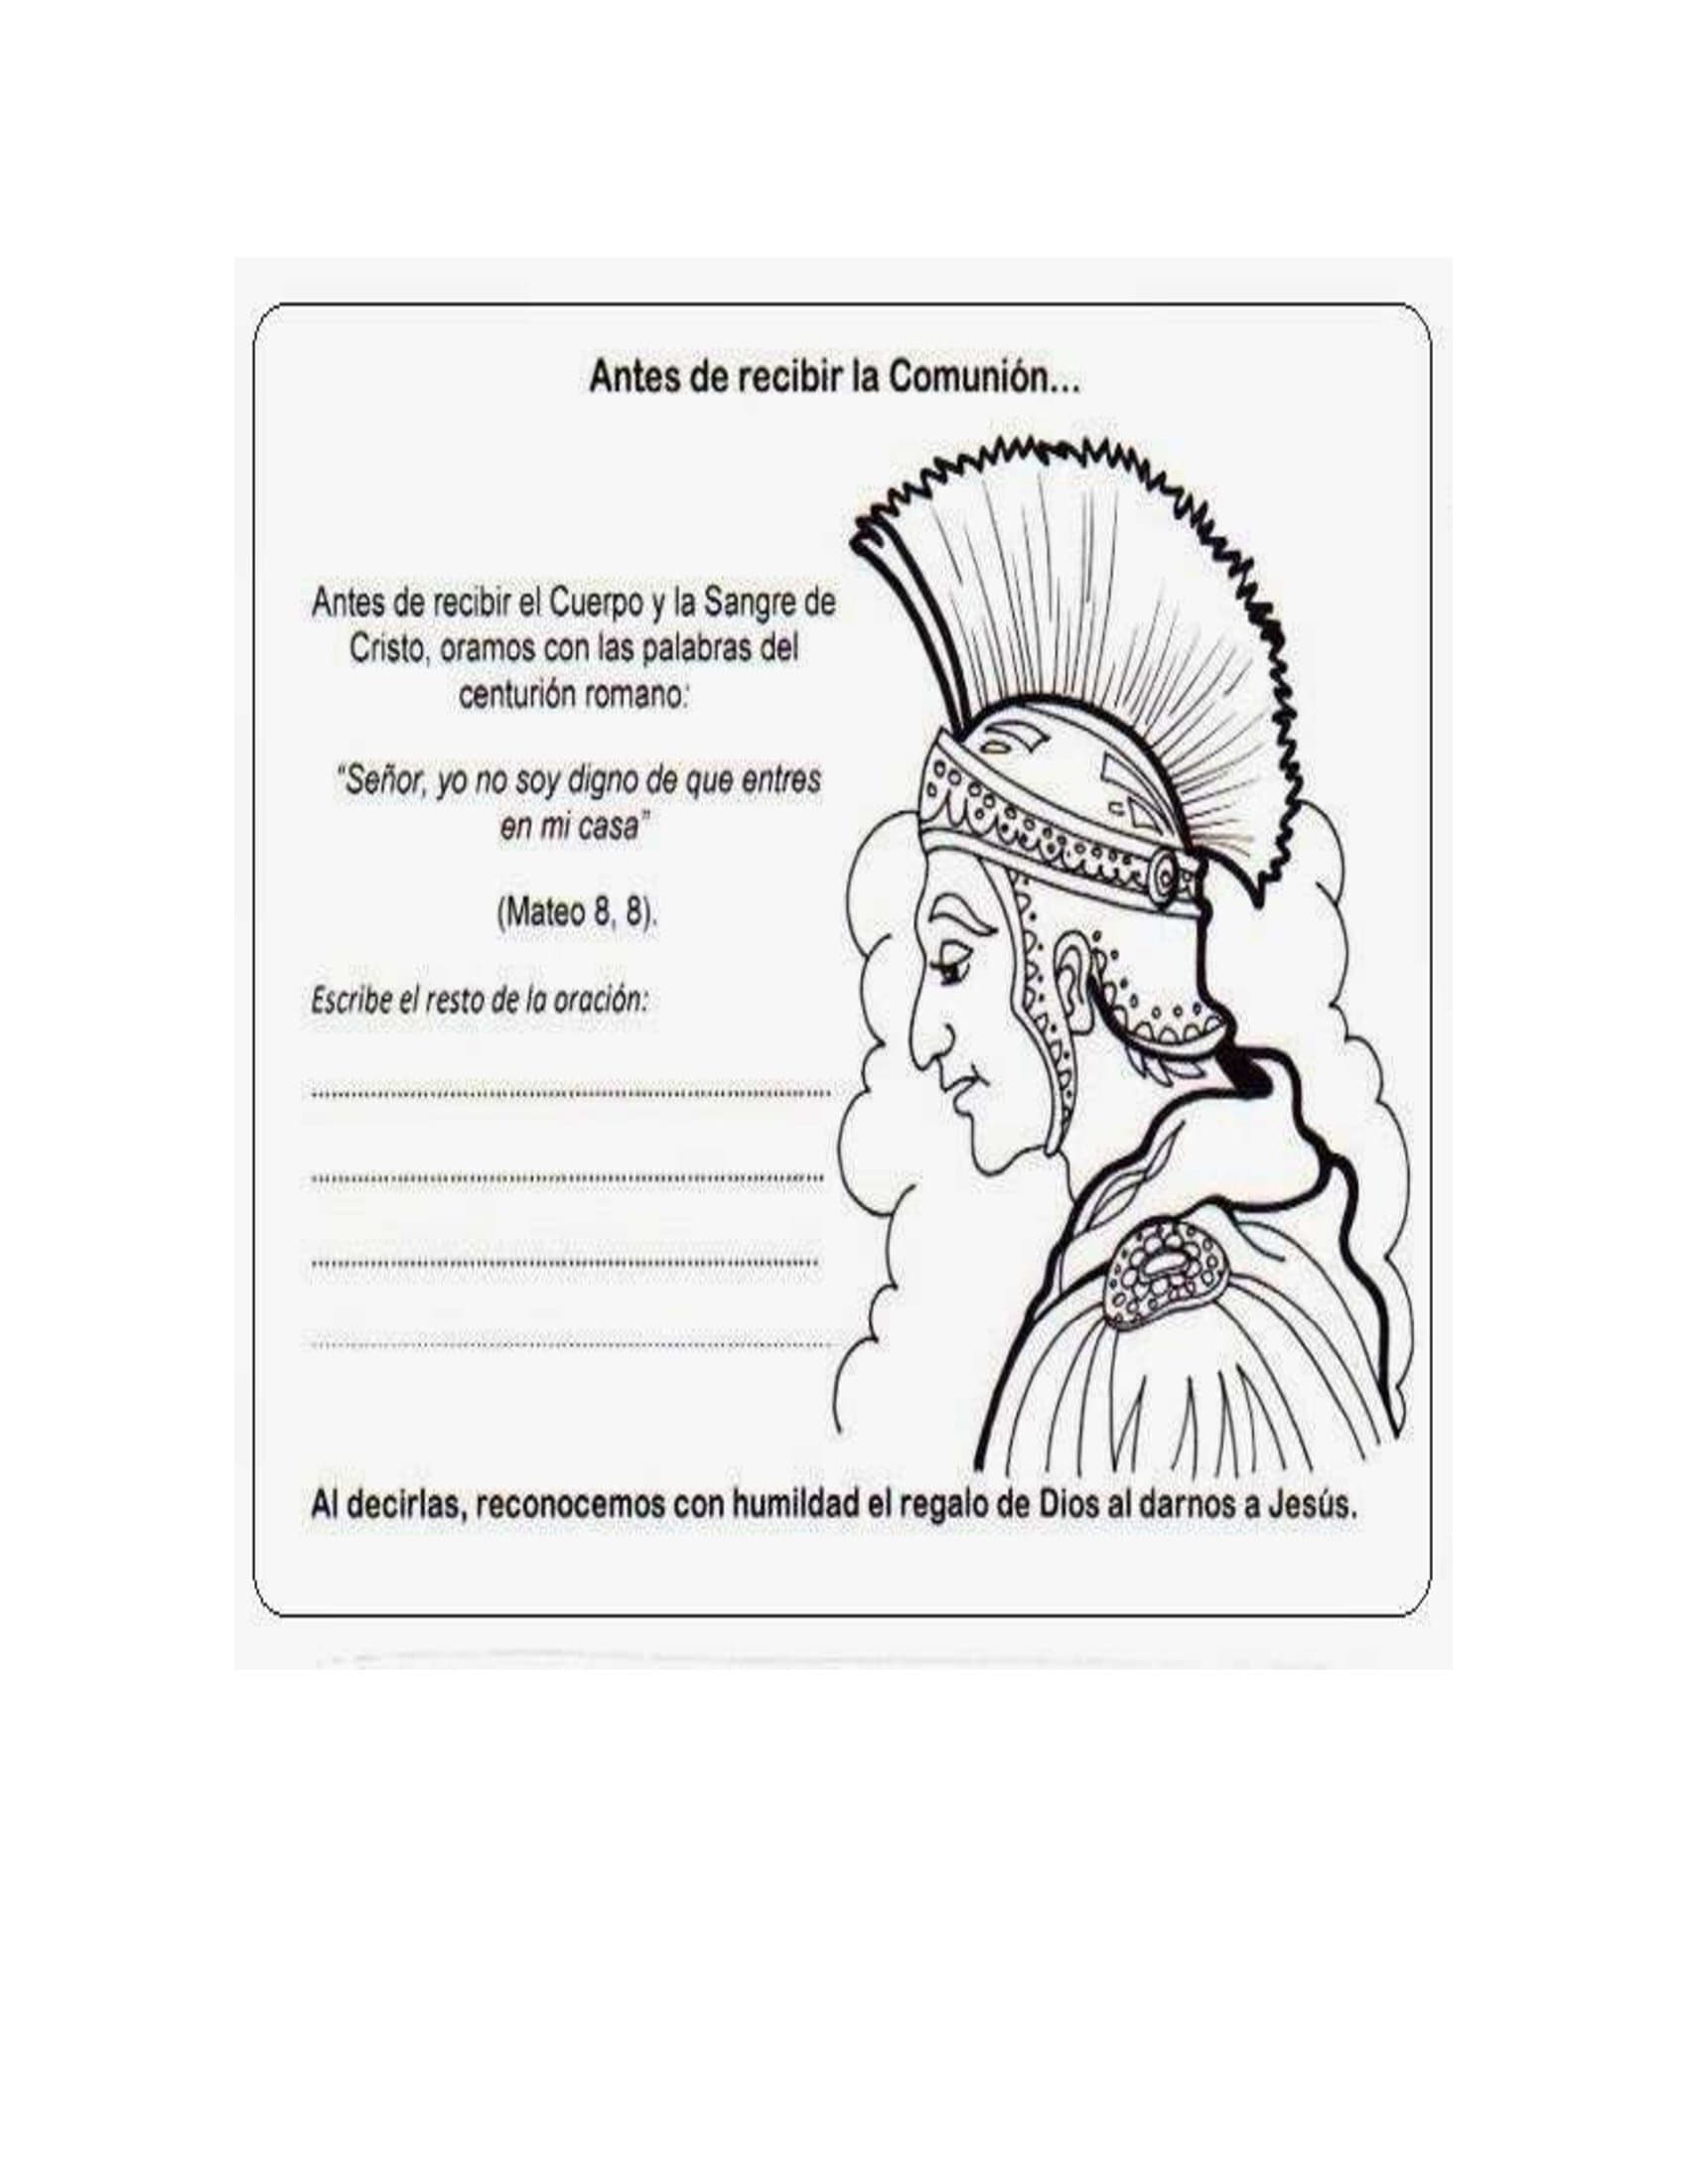 Antes de recibir la Comunión...
Antes de recibir el Cuerpo y la Sangre de
Cristo, oramos con las palabras del
centurión romano:
“Señor, yo no soy digno de que entres
en mi casa”
(Mateo 8, 8).
Escribe el resto de la oración:
Al decirlas, reconocemos con humildad el regalo de Dios al darnos a Jesús.